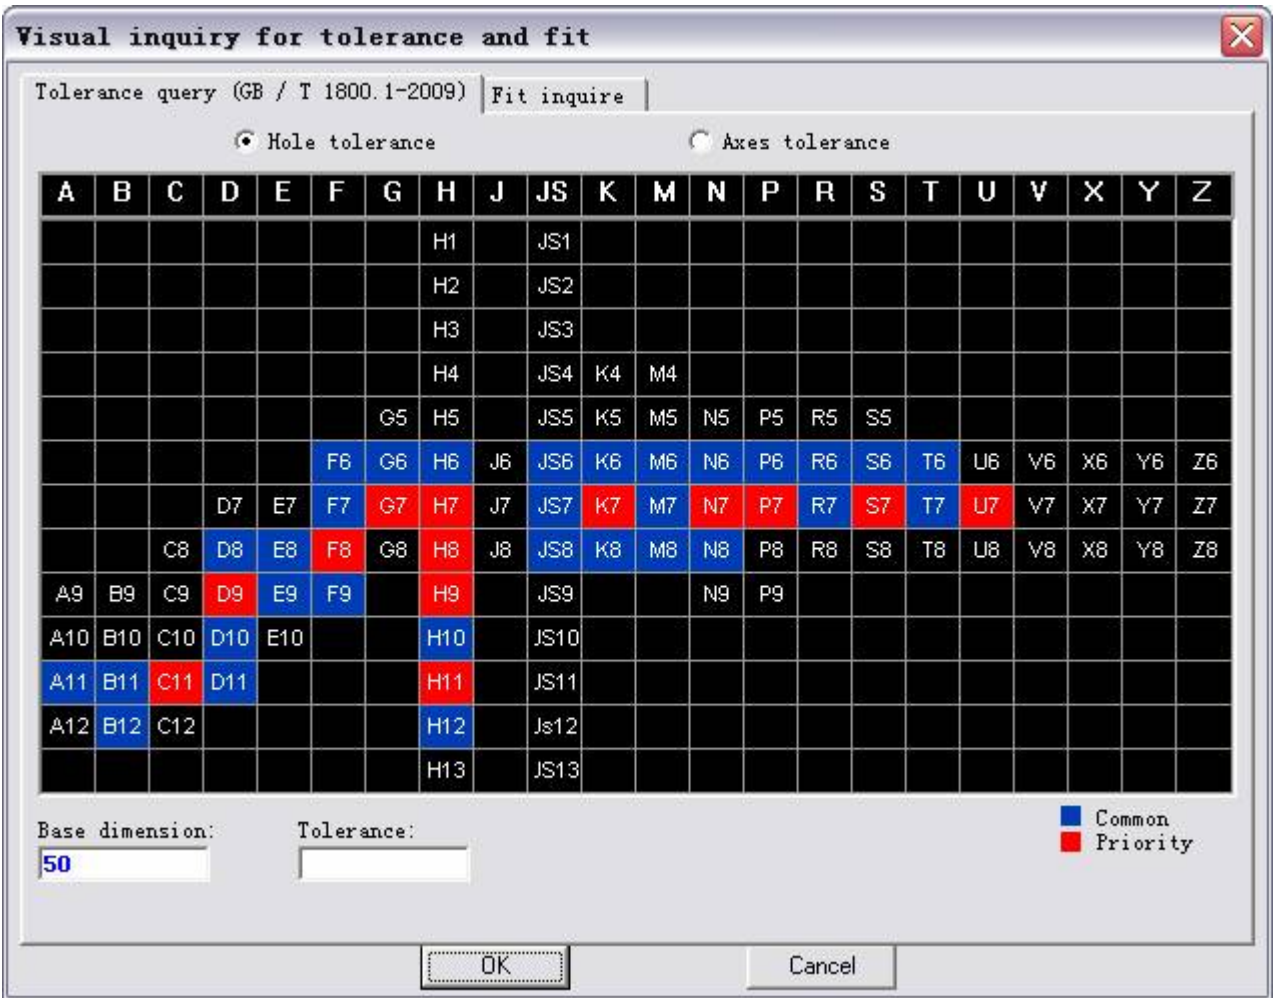 Visual inquiry for tolerance and fit
Tolerance query (GB / T 1800.1-2009) Fit inquire
Hole tolerance Axes tolerance
A B C D E F G H J JS K M N P R S T U V X Y Z
H1 JS1
H2 JS2
H3 JS3
H4 JS4 K4 M4
G5 H5 JS5 K5 M5 N5 P5 R5 S5
F6 G6 H6 J6 JS6 K6 M6 N6 P6 R6 S6 T6 U6 V6 X6 Y6 Z6
D7 E7 F7 G7 H7 J7 JS7 K7 M7 N7 P7 R7 S7 T7 U7 V7 X7 Y7 Z7
C8 D8 E8 F8 G8 H8 J8 JS8 K8 M8 N8 P8 R8 S8 T8 U8 V8 X8 Y8 Z8
A9 B9 C9 D9 E9 F9 H9 JS9 N9 P9
A10 B10 C10 D10 E10 H10 JS10
A11 B11 C11 D11 H11 JS11
A12 B12 C12 H12 Js12
H13 JS13
Common
Priority
Base dimension: Tolerance:
50
OK Cancel